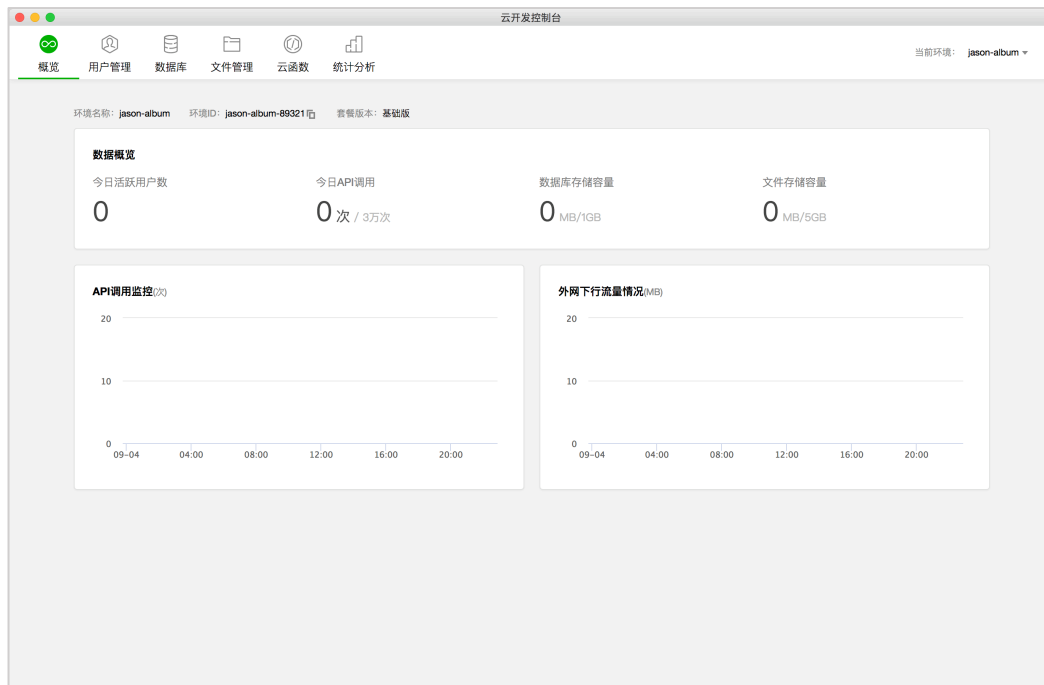 云开发控制台
概览 用户管理 数据库 文件管理 云函数 统计分析
当前环境： jason-album
环境名称：jason-album 环境ID：jason-album-89321 套餐版本：基础版
数据概览
今日活跃用户数 今日API调用 数据库存储容量 文件存储容量
0 0 次 / 3万次 0 MB/1GB 0 MB/5GB
API调用监控(次) 外网下行流量情况(MB)
20 20
10 10
0 0
09-04 04:00 08:00 12:00 16:00 20:00 09-04 04:00 08:00 12:00 16:00 20:00